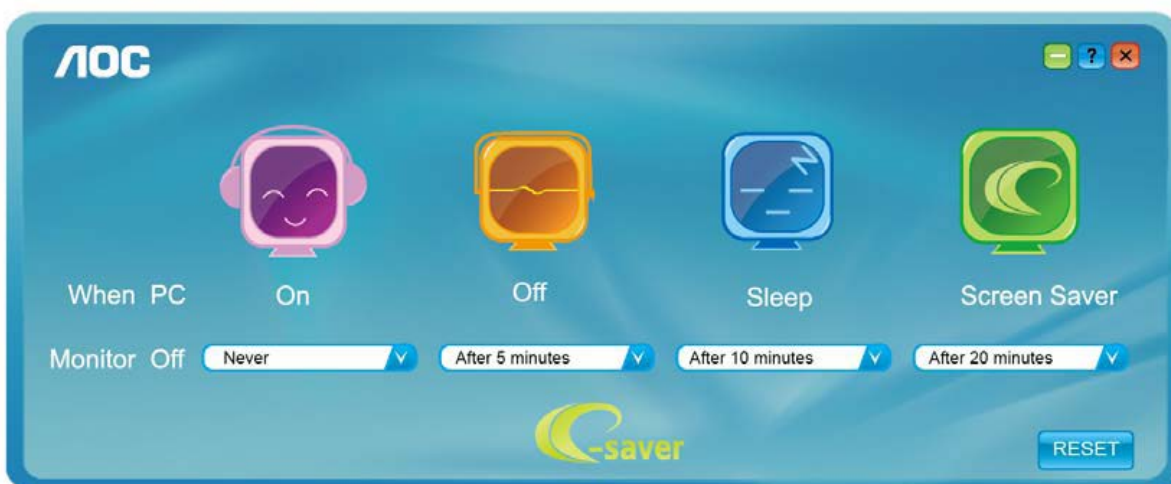 AOC
?
When PC On Off Sleep Screen Saver
Monitor Off Never After 5 minutes After 10 minutes After 20 minutes
e-saver
RESET